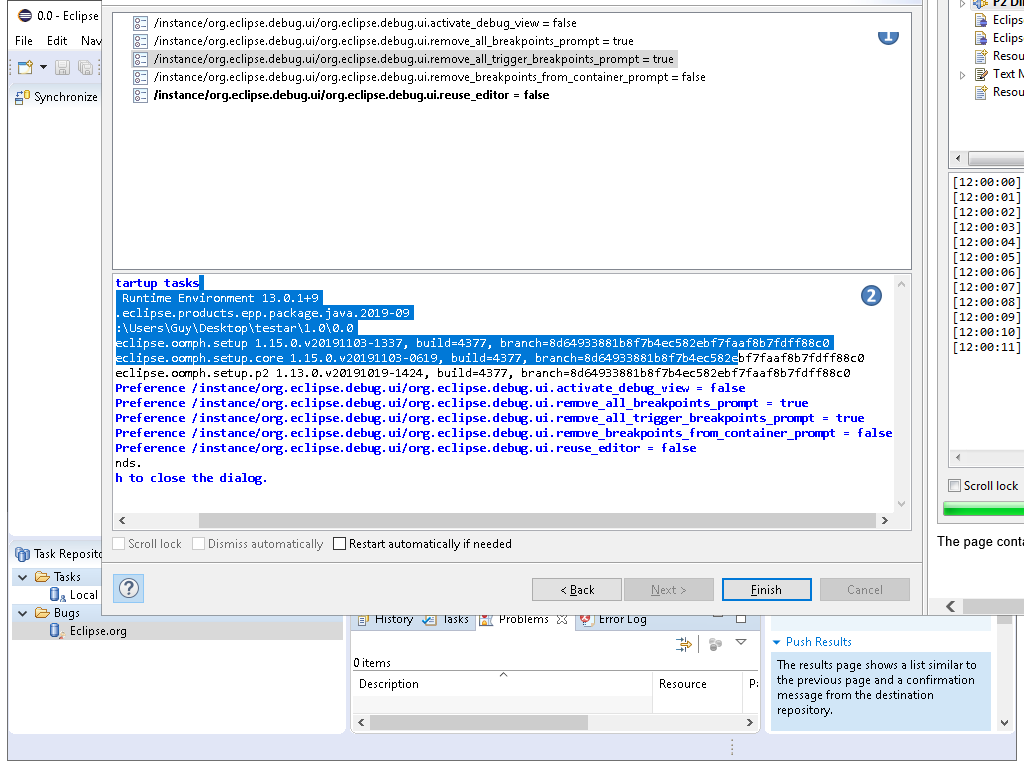 0.0 - Eclipse
File Edit Nav
Synchronize
/instance/org.eclipse.debug.ui/org.eclipse.debug.ui.activate_debug_view = false
/instance/org.eclipse.debug.ui/org.eclipse.debug.ui.remove_all_breakpoints_prompt = true
/instance/org.eclipse.debug.ui/org.eclipse.debug.ui.remove_all_trigger_breakpoints_prompt = true
/instance/org.eclipse.debug.ui/org.eclipse.debug.ui.remove_breakpoints_from_container_prompt = false
/instance/org.eclipse.debug.ui/org.eclipse.debug.ui.reuse_editor = false
1
tartup tasks
Runtime Environment 13.0.1+9
.eclipse.products.epp.package.java.2019-09
:\Users\Guy\Desktop\testar\1.0\0.0
eclipse.oomph.setup 1.15.0.v20191103-1337, build=4377, branch=8d64933881b8f7b4ec582ebf7faaf8b7fdff88c0
eclipse.oomph.setup.core 1.15.0.v20191103-0619, build=4377, branch=8d64933881b8f7b4ec582ebf7faaf8b7fdff88c0
eclipse.oomph.setup.p2 1.13.0.v20191019-1424, build=4377, branch=8d64933881b8f7b4ec582ebf7faaf8b7fdff88c0
Preference /instance/org.eclipse.debug.ui/org.eclipse.debug.ui.activate_debug_view = false
Preference /instance/org.eclipse.debug.ui/org.eclipse.debug.ui.remove_all_breakpoints_prompt = true
Preference /instance/org.eclipse.debug.ui/org.eclipse.debug.ui.remove_all_trigger_breakpoints_prompt = true
Preference /instance/org.eclipse.debug.ui/org.eclipse.debug.ui.remove_breakpoints_from_container_prompt = false
Preference /instance/org.eclipse.debug.ui/org.eclipse.debug.ui.reuse_editor = false
nds.
h to close the dialog.
2
Scroll lock Dismiss automatically Restart automatically if needed
? < Back Next > Finish Cancel
P2 Di
Eclips
Eclips
Resou
Text M
Resou
[12:00:00]
[12:00:01]
[12:00:02]
[12:00:03]
[12:00:04]
[12:00:05]
[12:00:06]
[12:00:07]
[12:00:08]
[12:00:09]
[12:00:10]
[12:00:11]
Scroll lock
The page conta
Task Reposito
Tasks
Local
Bugs
Eclipse.org
History Tasks Problems Error Log
0 items
Description Resource Pa
Push Results
The results page shows a list similar to
the previous page and a confirmation
message from the destination
repository.